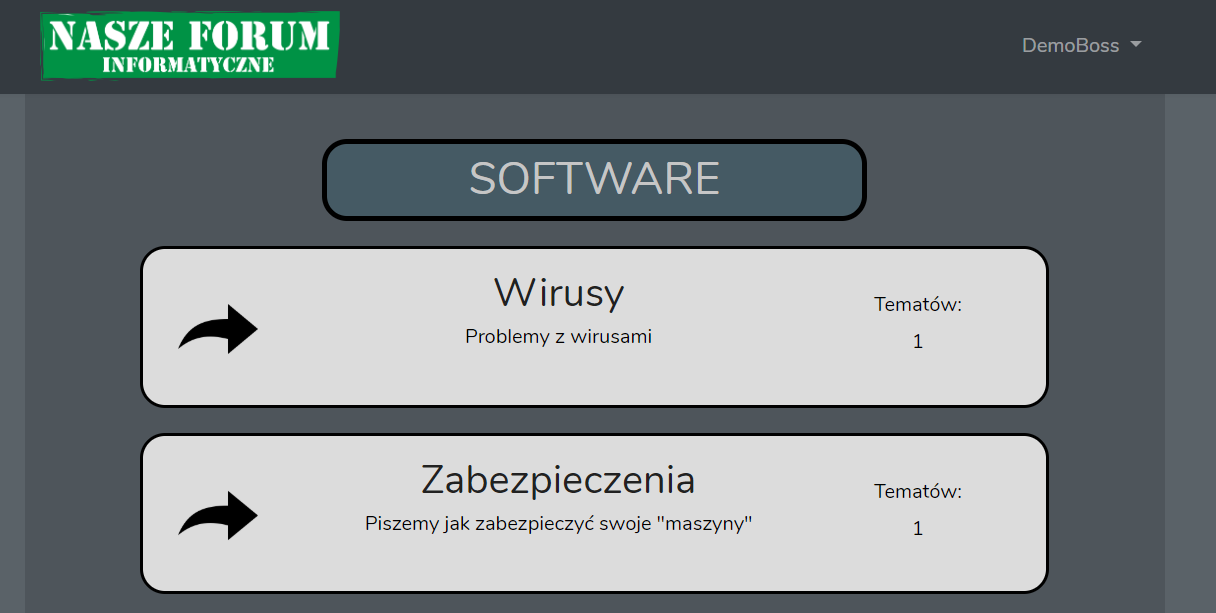 NASZE FORUM
INFORMATYCZNE
DemoBoss
SOFTWARE
Wirusy
Problemy z wirusami
Tematów:
1
Zabezpieczenia
Piszemy jak zabezpieczyć swoje "maszyny"
Tematów:
1